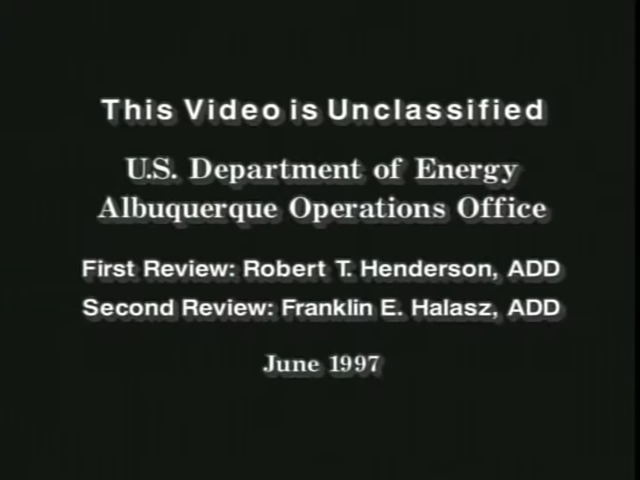 This Video is Unclassified
U.S. Department of Energy
Albuquerque Operations Office
First Review: Robert T. Henderson, ADD
Second Review: Franklin E. Halasz, ADD
June 1997